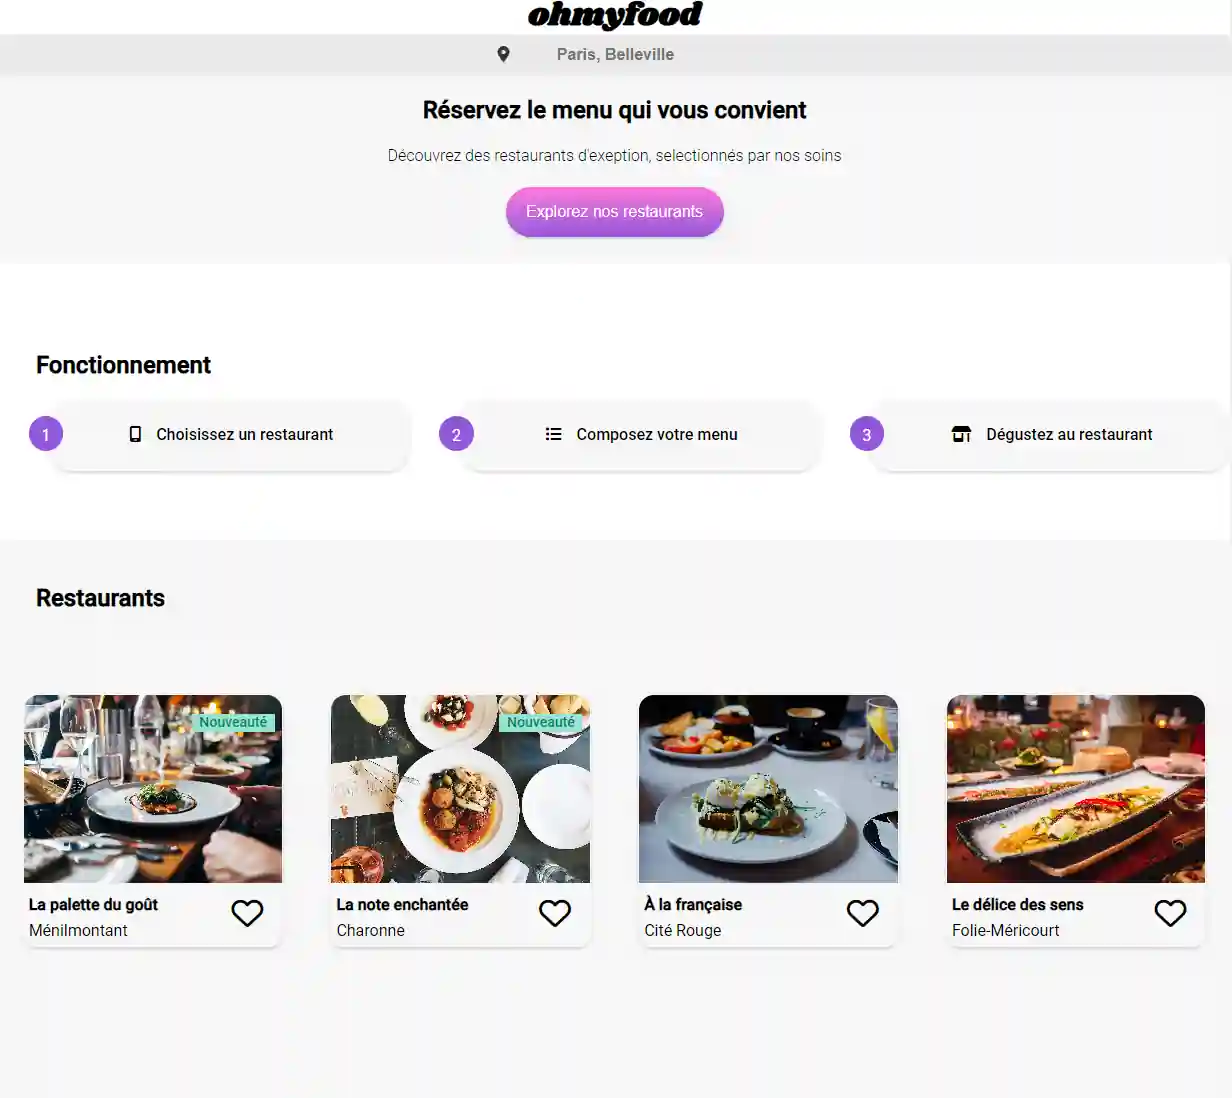 ohmyfood
Paris, Belleville
Réservez le menu qui vous convient
Découvrez des restaurants d'exeption, selectionnés par nos soins
Explorez nos restaurants
Fonctionnement
1 Choisissez un restaurant
2 Composez votre menu
3 Dégustez au restaurant
Restaurants
Nouveauté
Nouveauté
La palette du goût
Ménilmontant
La note enchantée
Charonne
À la française
Cité Rouge
Le délice des sens
Folie-Méricourt